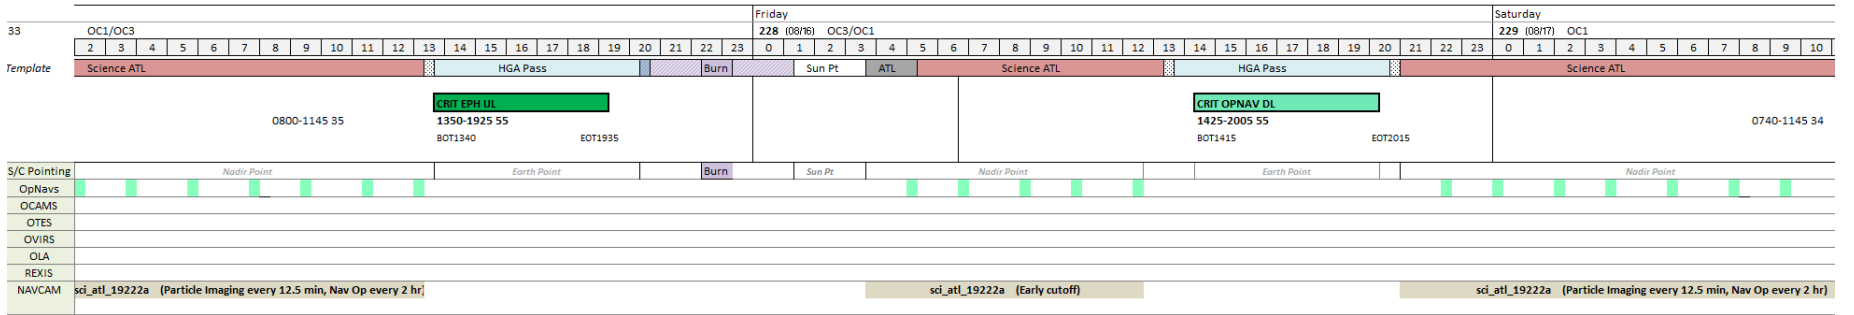 Friday Saturday
33 OC1/OC3 228 (08/16) OC3/OC1 229 (08/17) OC1
2 3 4 5 6 7 8 9 10 11 12 13 14 15 16 17 18 19 20 21 22 23 0 1 2 3 4 5 6 7 8 9 10 11 12 13 14 15 16 17 18 19 20 21 22 23 0 1 2 3 4 5 6 7 8 9 10
Template Science ATL HGA Pass Burn Sun Pt ATL Science ATL HGA Pass Science ATL
CRIT EPH UL CRIT OPNAV DL
0800-1145 35 1350-1925 55 1425-2005 55 0740-1145 34
BOT1340 EOT1935 BOT1415 EOT2015
S/C Pointing Nadir Point Earth Point Burn Sun Pt Nadir Point Earth Point Nadir Point
OpNavs
OCAMS
OTES
OVIRS
OLA
REXIS
NAVCAM sci_atl_19222a (Particle Imaging every 12.5 min, Nav Op every 2 hr) sci_atl_19222a (Early cutoff) sci_atl_19222a (Particle Imaging every 12.5 min, Nav Op every 2 hr)